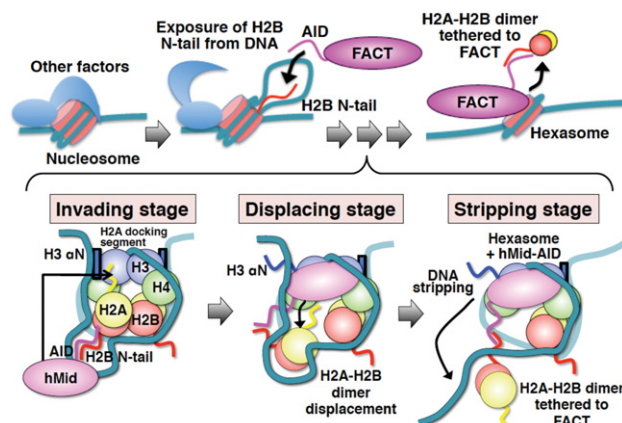 Exposure of H2B
N-tail from DNA
AID
FACT
H2A-H2B dimer
tethered to
FACT
Other factors
Nucleosome
H2B N-tail
FACT
Hexasome
Invading stage
Displacing stage
Stripping stage
H2A docking
segment
H3 αN
H3
H4
H2A
H2B
AID
H2B N-tail
hMid
H3 αN
H2A-H2B
dimer
displacement
Hexasome
+ hMid-AID
DNA
stripping
H2A-H2B dimer
tethered to
FACT